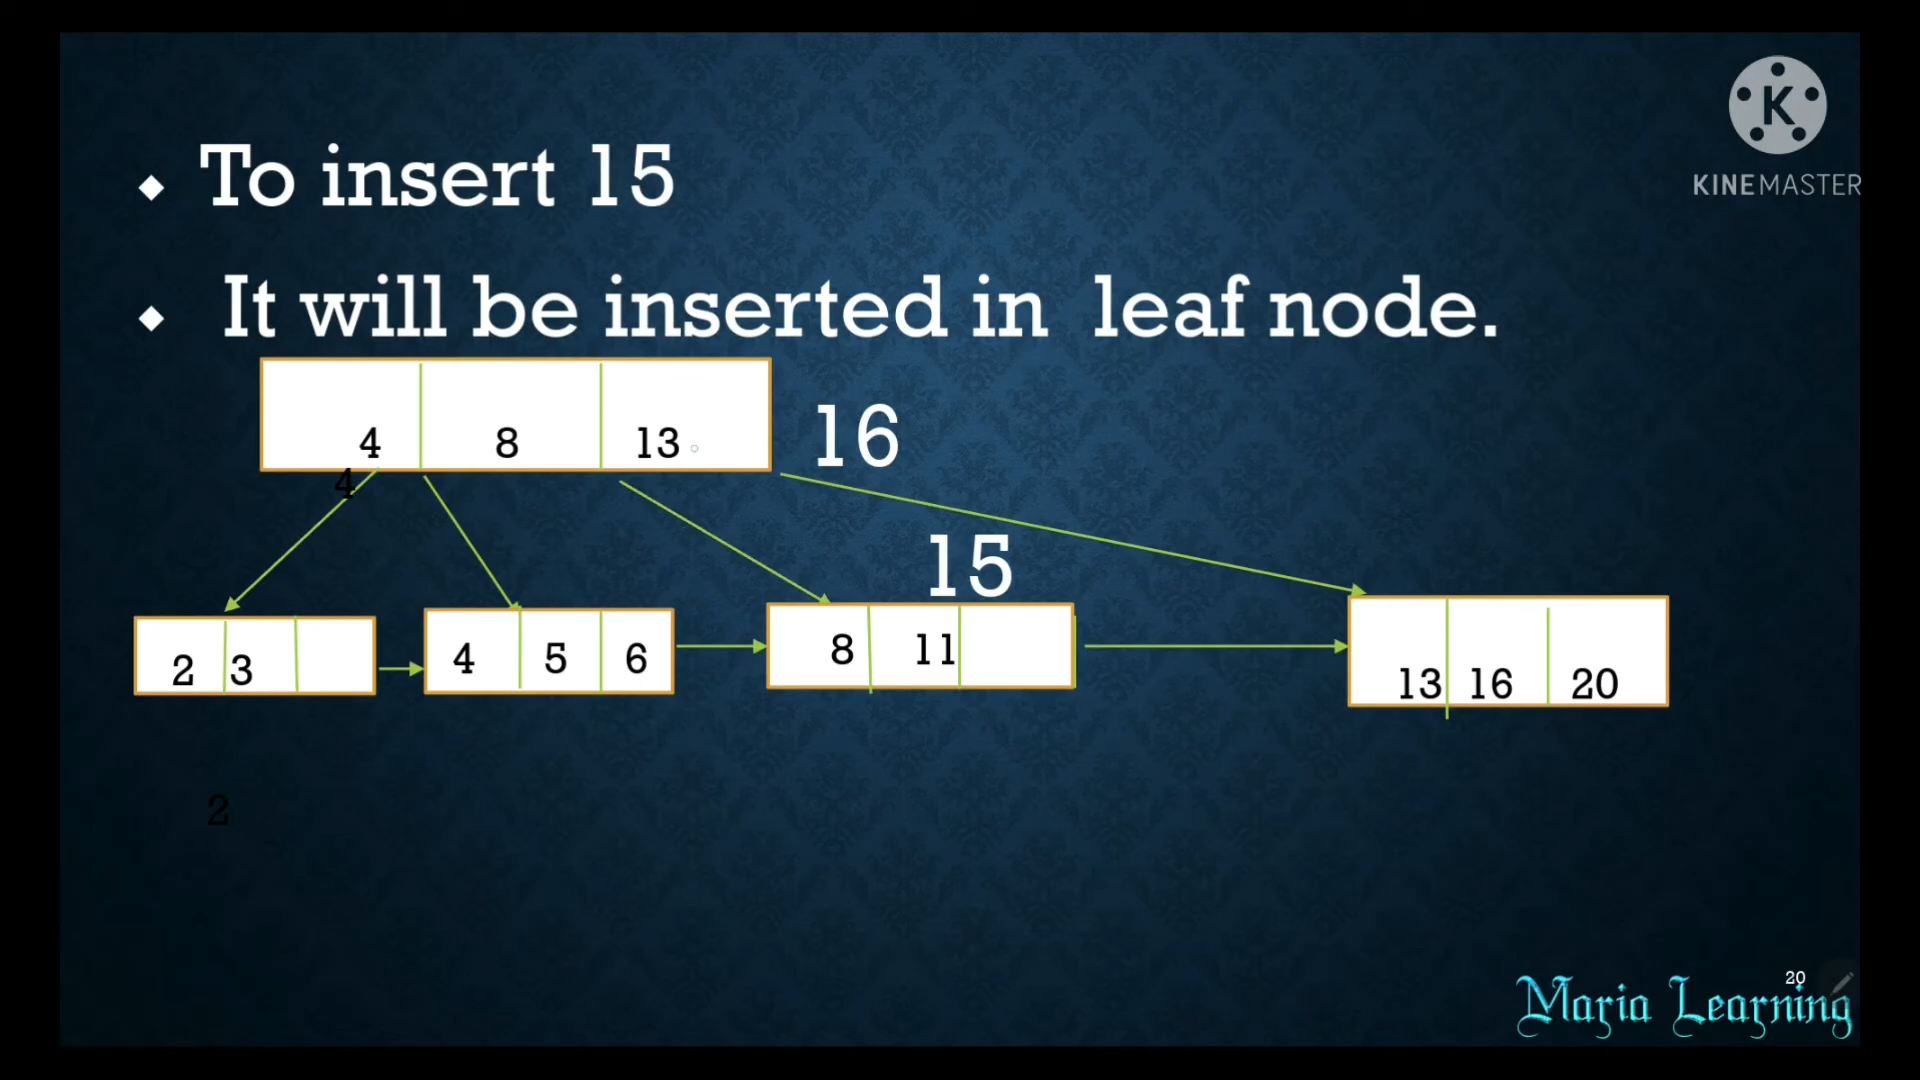 K
KINEMASTER
To insert 15
It will be inserted in leaf node.
4 8 13 16
4
15
2 3 4 5 6 8 11 13 16 20
2
20
Maria Learning